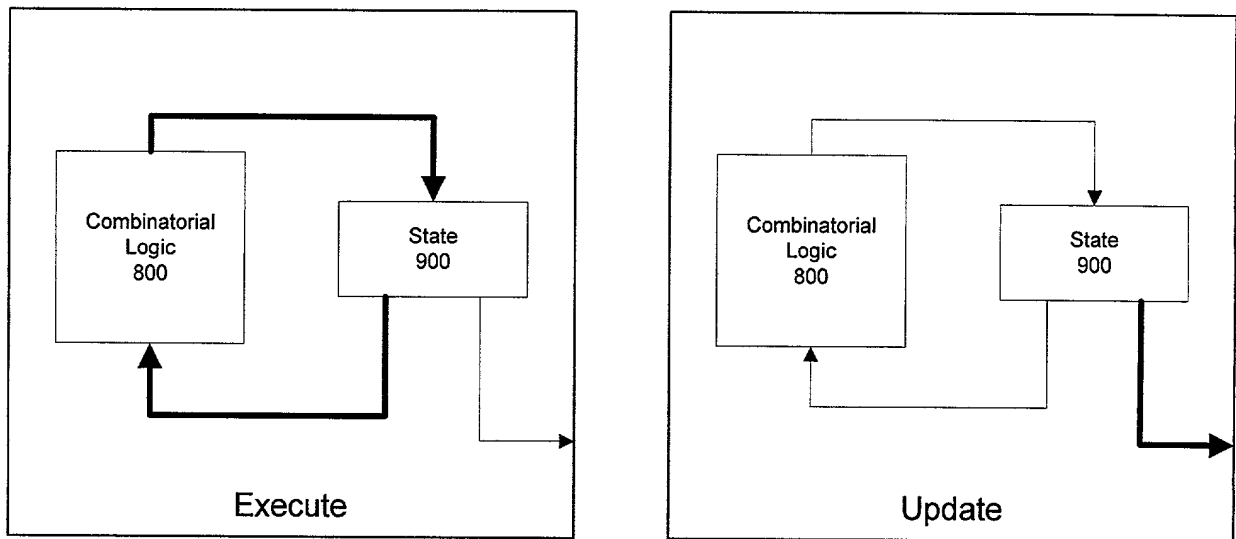 Combinatorial
Logic
800
State
900
Execute
Combinatorial
Logic
800
State
900
Update